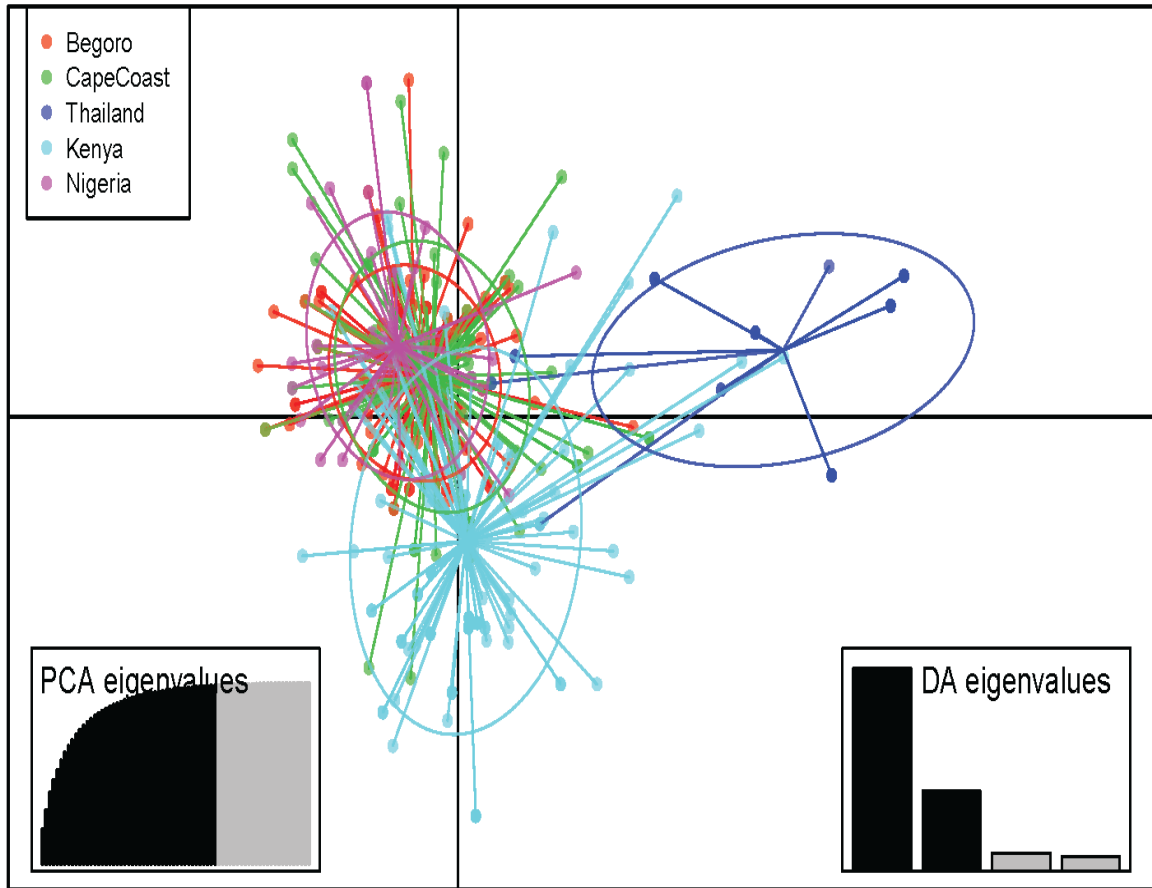 Begoro
CapeCoast
Thailand
Kenya
Nigeria
PCA eigenvalues
DA eigenvalues